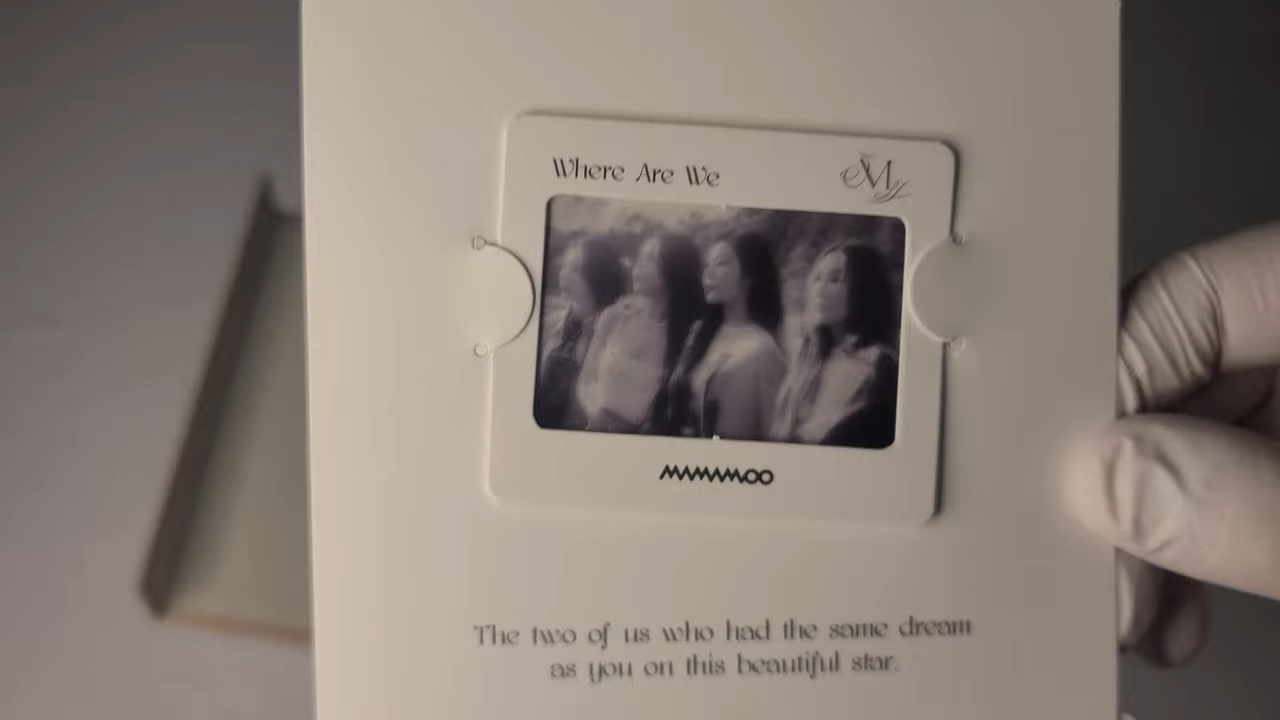 Where Are We
MAMAMOO
The two of us who had the same dream
as you on this beautiful star.